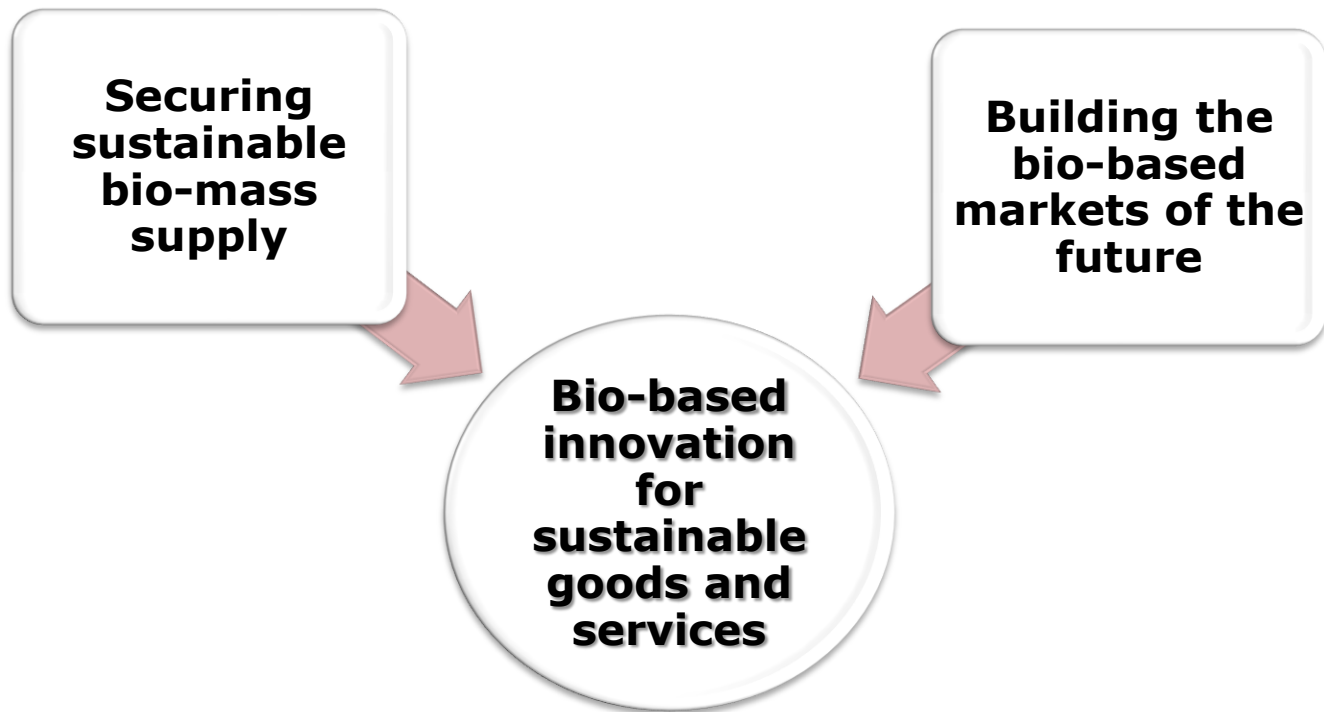 Securing
sustainable
bio-mass
supply
Building the
bio-based
markets of the
future
Bio-based
innovation
for
sustainable
goods and
services